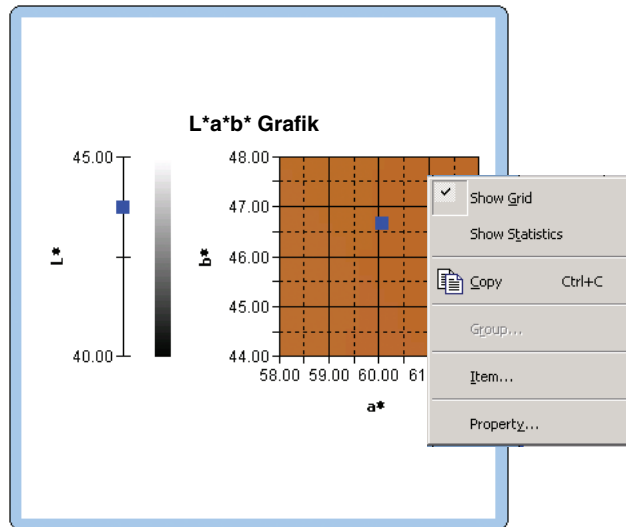 L*a*b* Grafik
45.00
40.00
L*
48.00
47.00
46.00
45.00
44.00
b*
58.00 59.00 60.00 61
a*
Show Grid
Show Statistics
Copy Ctrl+C
Group...
Item...
Property...